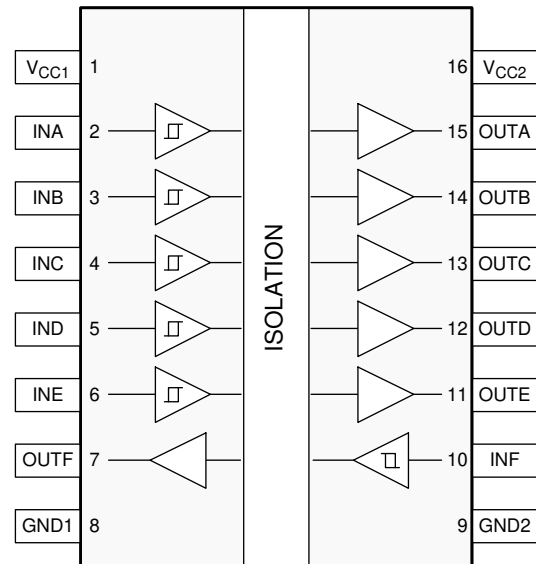 VCC1 1 16 VCC2
INA 2 15 OUTA
INB 3 14 OUTB
INC 4 13 OUTC
IND 5 12 OUTD
INE 6 11 OUTE
OUTF 7 10 INF
GND1 8 9 GND2
ISOLATION